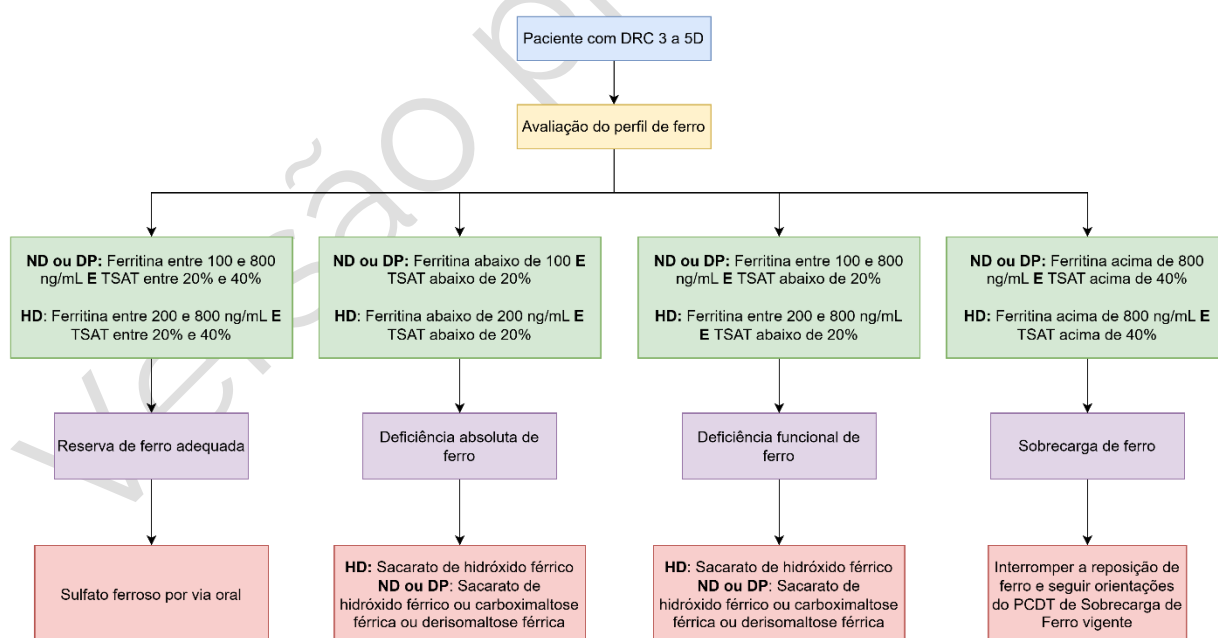 Paciente com DRC 3 a 5D
Avaliação do perfil de ferro
ND ou DP: Ferritina entre 100 e 800
ng/mL E TSAT entre 20% e 40%
HD: Ferritina entre 200 e 800 ng/mL E
TSAT entre 20% e 40%
ND ou DP: Ferritina abaixo de 100 E
TSAT abaixo de 20%
HD: Ferritina abaixo de 200 ng/mL E
TSAT abaixo de 20%
ND ou DP: Ferritina entre 100 e 800
ng/mL E TSAT abaixo de 20%
HD: Ferritina entre 200 e 800 ng/mL
E TSAT abaixo de 20%
ND ou DP: Ferritina acima de 800
ng/mL E TSAT acima de 40%
HD: Ferritina acima de 800 ng/mL E
TSAT acima de 40%
Reserva de ferro adequada
Deficiência absoluta de
ferro
Deficiência funcional de
ferro
Sobrecarga de ferro
Sulfato ferroso por via oral
HD: Sacarato de hidróxido férrico
ND ou DP: Sacarato de
hidróxido férrico ou carboximaltose
férrica ou derisomaltose férrica
HD: Sacarato de hidróxido férrico
ND ou DP: Sacarato de
hidróxido férrico ou carboximaltose
férrica ou derisomaltose férrica
Interromper a reposição de
ferro e seguir orientações
do PCDT de Sobrecarga de
Ferro vigente
Versão